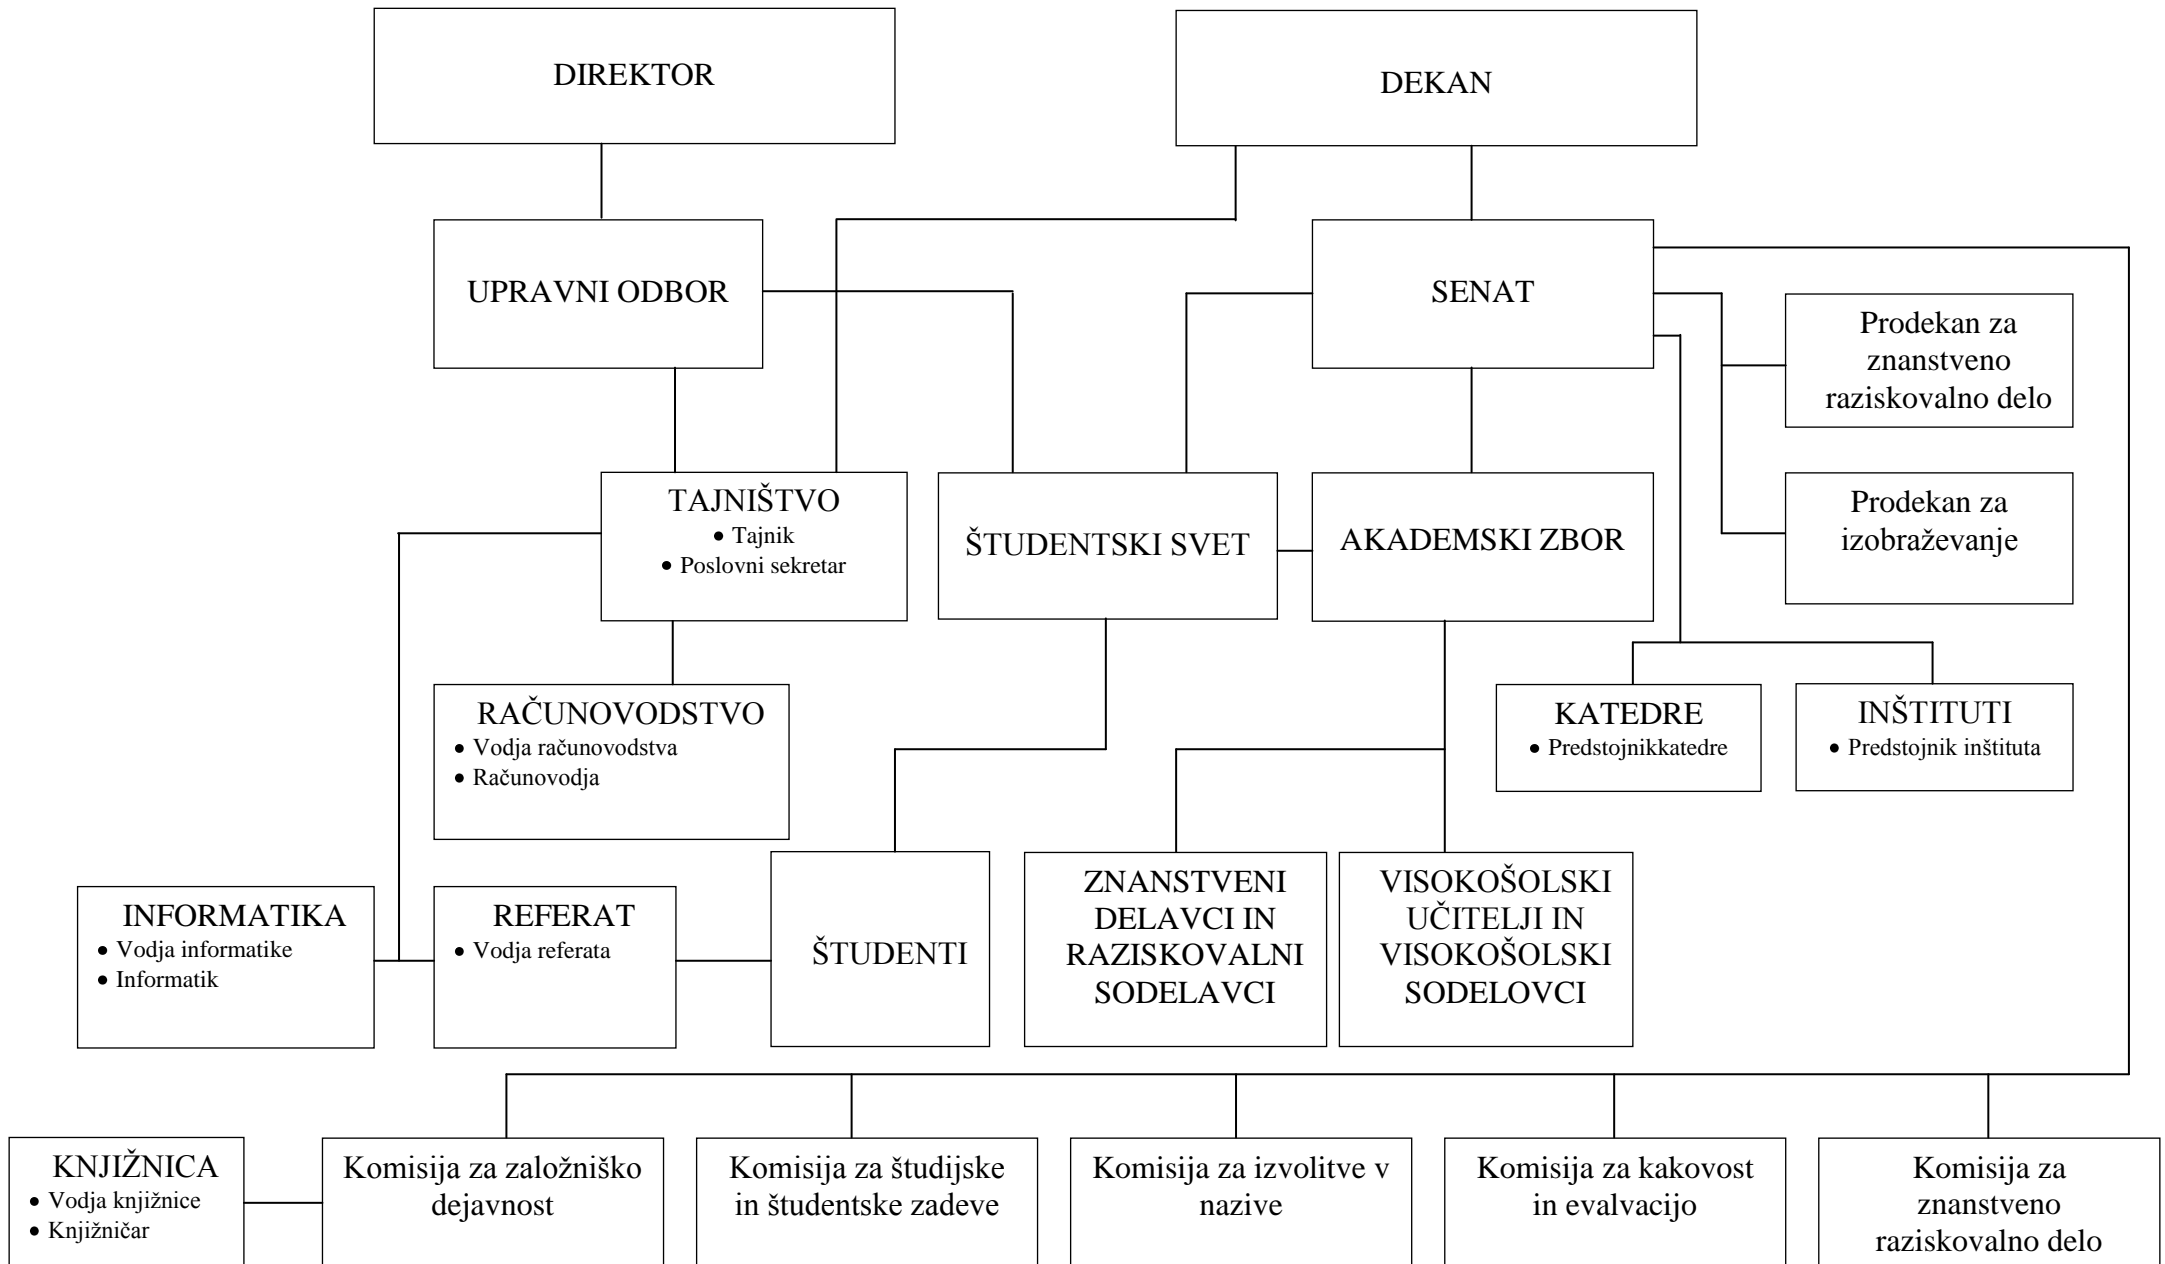 DIREKTOR
DEKAN
UPRAVNI ODBOR
SENAT
Prodekan za
znanstveno
raziskovalno delo
TAJNIŠTVO
• Tajnik
• Poslovni sekretar
ŠTUDENTSKI SVET
AKADEMSKI ZBOR
Prodekan za
izobraževanje
RAČUNOVODSTVO
• Vodja računovodstva
• Računovodja
KATEDRE
• Predstojnikkatedre
INŠTITUTI
• Predstojnik inštituta
INFORMATIKA
• Vodja informatike
• Informatik
REFERAT
• Vodja referata
ŠTUDENTI
ZNANSTVENI
DELAVCI IN
RAZISKOVALNI
SODELAVCI
VISOKOŠOLSKI
UČITELJI IN
VISOKOŠOLSKI
SODELOVCI
KNJIŽNICA
• Vodja knjižnice
• Knjižničar
Komisija za založniško
dejavnost
Komisija za študijske
in študentske zadeve
Komisija za izvolitve v
nazive
Komisija za kakovost
in evalvacijo
Komisija za
znanstveno
raziskovalno delo